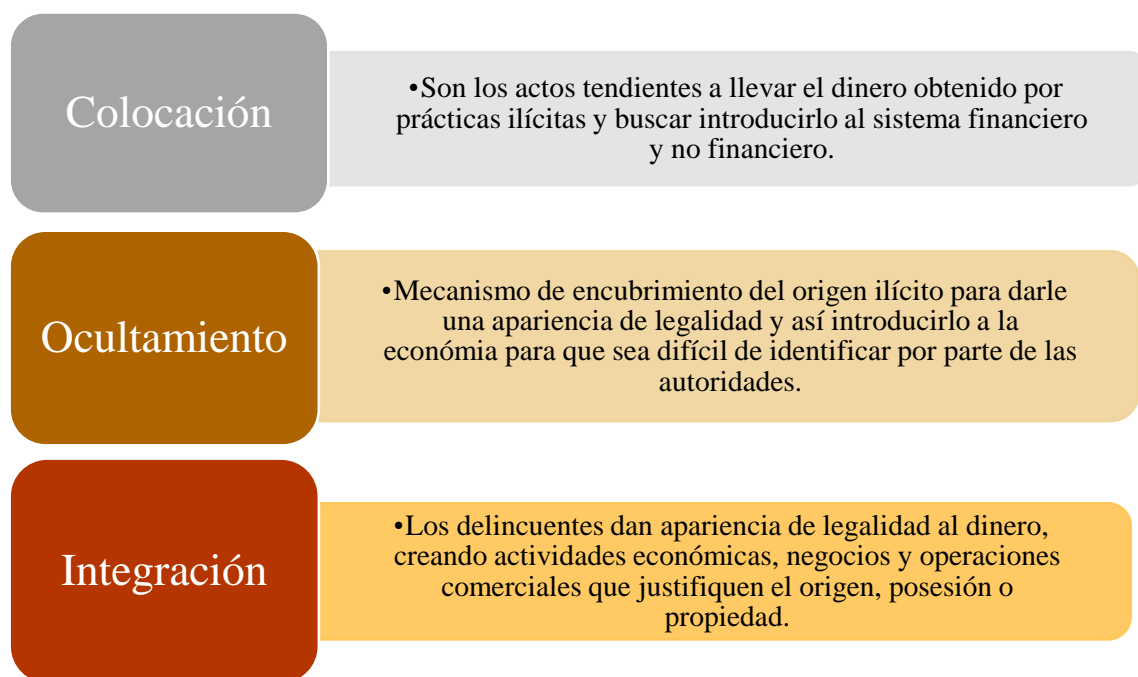 Colocación
•Son los actos tendientes a llevar el dinero obtenido por
prácticas ilícitas y buscar introducirlo al sistema financiero
y no financiero.
Ocultamiento
•Mecanismo de encubrimiento del origen ilícito para darle
una apariencia de legalidad y así introducirlo a la
económia para que sea difícil de identificar por parte de las
autoridades.
Integración
•Los delincuentes dan apariencia de legalidad al dinero,
creando actividades económicas, negocios y operaciones
comerciales que justifiquen el origen, posesión o
propiedad.